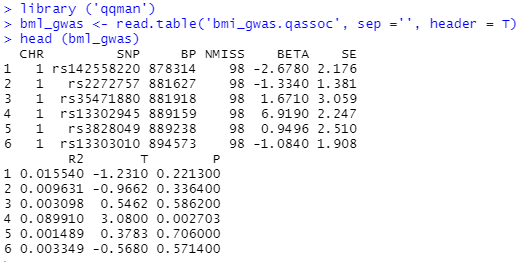 > library ('qqman')
> bml_gwas <- read.table('bmi_gwas.qassoc', sep ='', header = T)
> head (bml_gwas)
  CHR         SNP     BP NMISS    BETA    SE
1   1 rs142558220 878314    98 -2.6780 2.176
2   1   rs2272757 881627    98 -1.3340 1.381
3   1  rs35471880 881918    98  1.6710 3.059
4   1  rs13302945 889159    98  6.9190 2.247
5   1   rs3828049 889238    98  0.9496 2.510
6   1  rs13303010 894573    98 -1.0840 1.908
        R2       T        P
1 0.015540 -1.2310 0.221300
2 0.009631 -0.9662 0.336400
3 0.003098  0.5462 0.586200
4 0.089910  3.0800 0.002703
5 0.001489  0.3783 0.706000
6 0.003349 -0.5680 0.571400